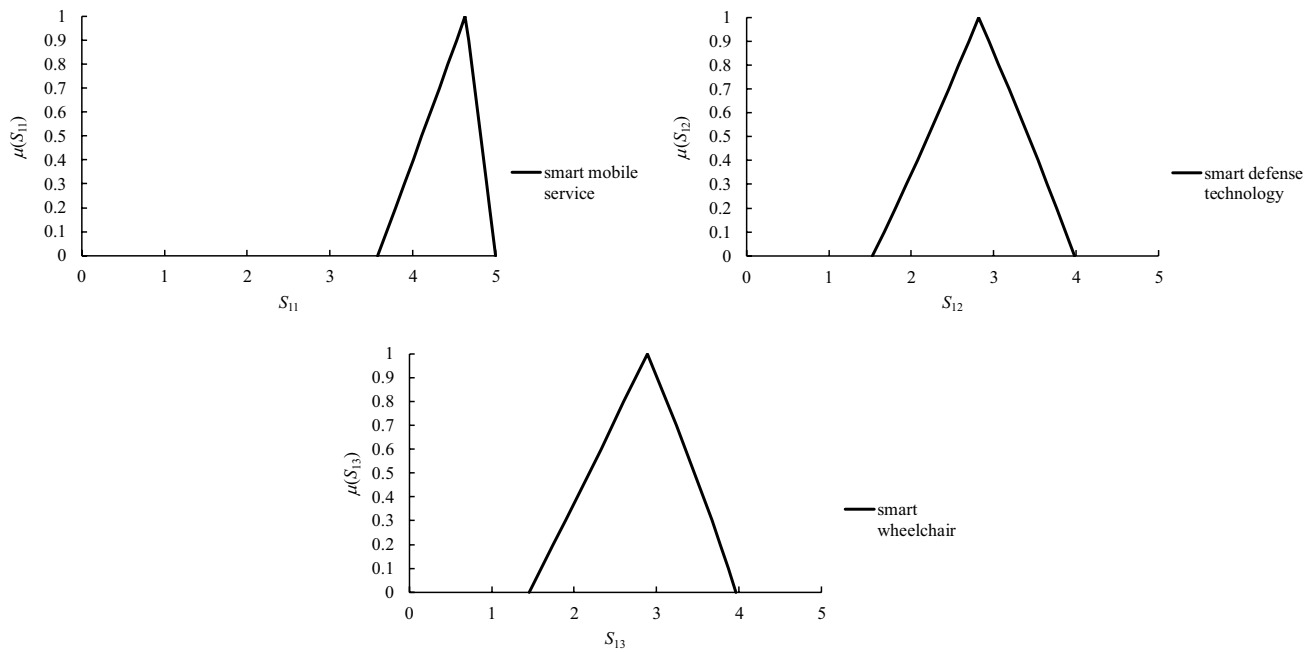 1
0.9
0.8
0.7
0.6
0.5
0.4
0.3
0.2
0.1
0
μ(S₁₁)
0 1 2 3 4 5
S₁₁
smart mobile
service
1
0.9
0.8
0.7
0.6
0.5
0.4
0.3
0.2
0.1
0
μ(S₁₂)
0 1 2 3 4 5
S₁₂
smart defense
technology
1
0.9
0.8
0.7
0.6
0.5
0.4
0.3
0.2
0.1
0
μ(S₁₃)
0 1 2 3 4 5
S₁₃
smart
wheelchair